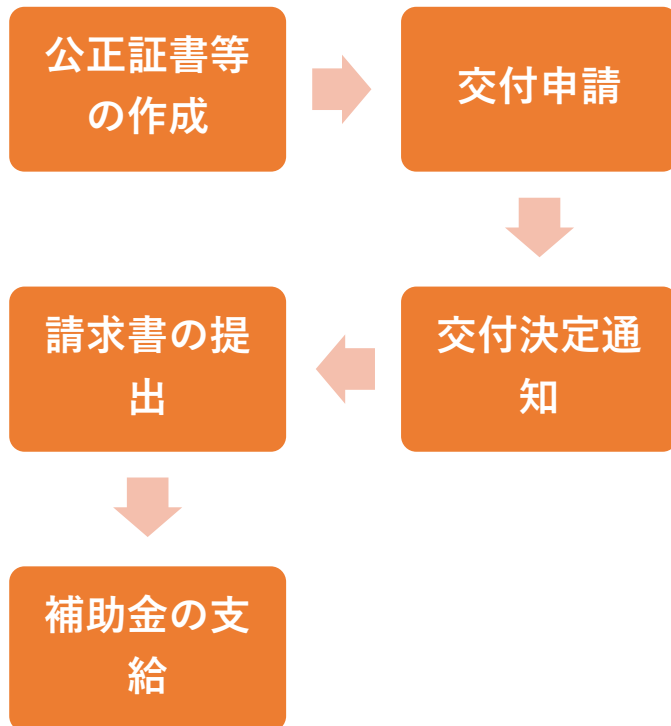 公正証書等
の作成
交付申請
交付決定通
知
請求書の提
出
補助金の支
給